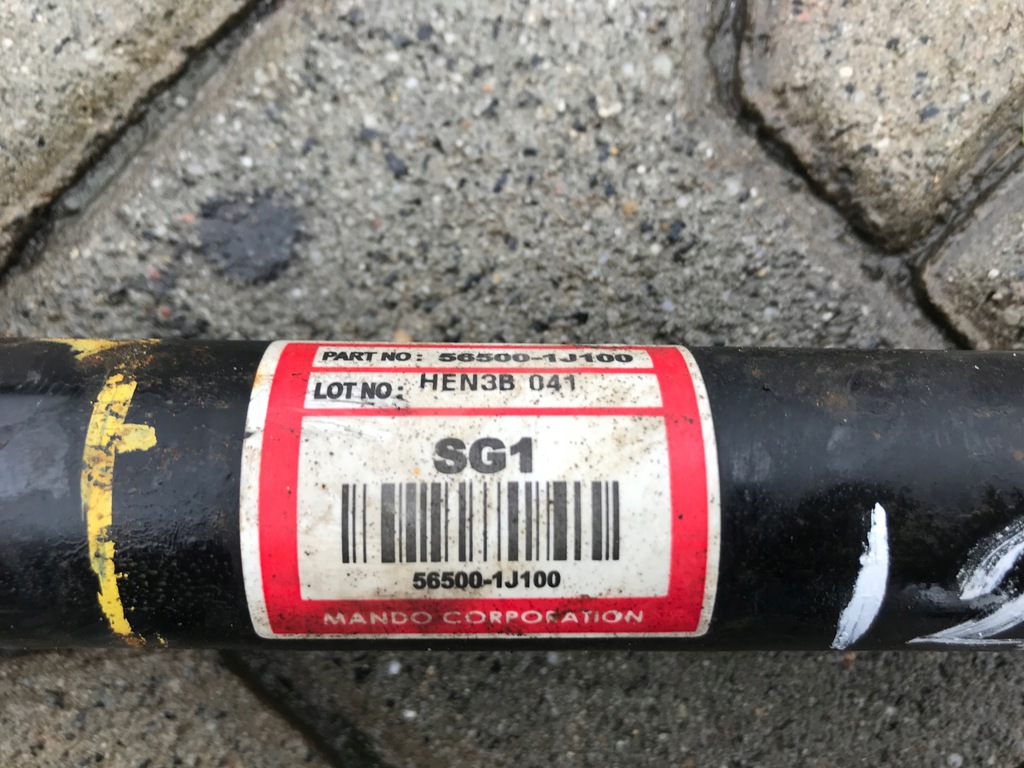 PART NO: 56500-1J100
LOT NO: HEN3B 041
SG1
56500-1J100
MANDO CORPORATION